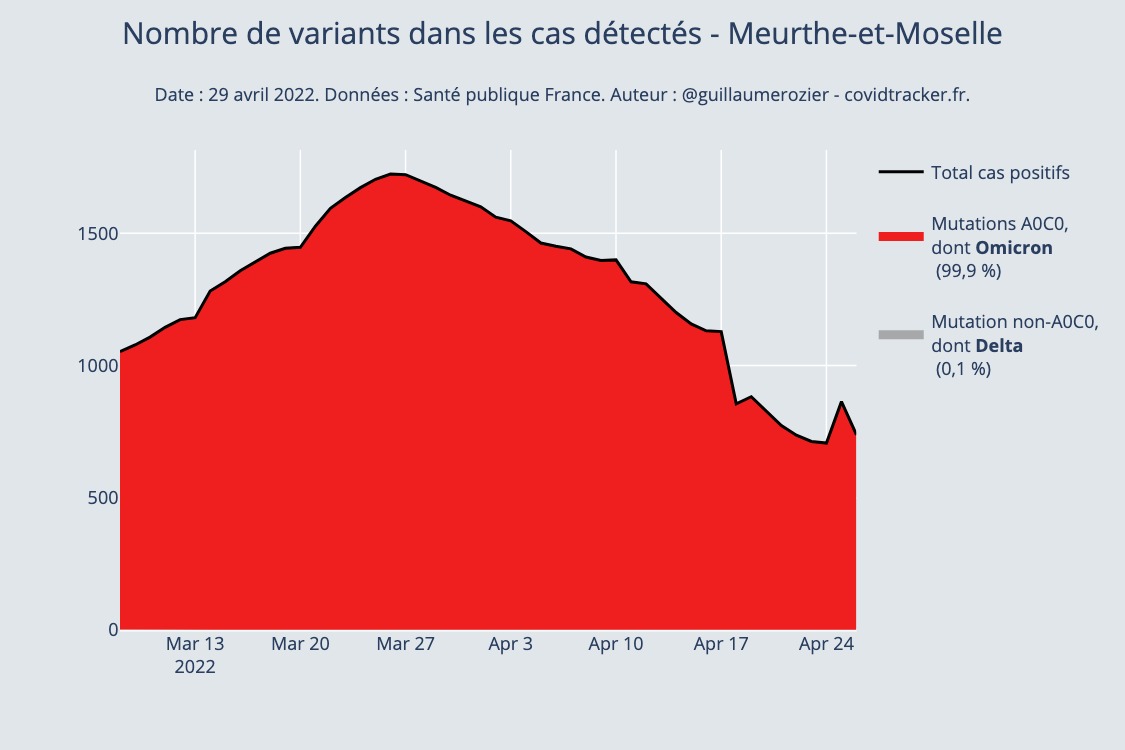 Nombre de variants dans les cas détectés - Meurthe-et-Moselle
Date : 29 avril 2022. Données : Santé publique France. Auteur : @guillaumerozier - covidtracker.fr.
Total cas positifs
Mutations A0C0,
dont Omicron
(99,9 %)
Mutation non-A0C0,
dont Delta
(0,1 %)
1500
1000
500
0
Mar 13
2022
Mar 20
Mar 27
Apr 3
Apr 10
Apr 17
Apr 24